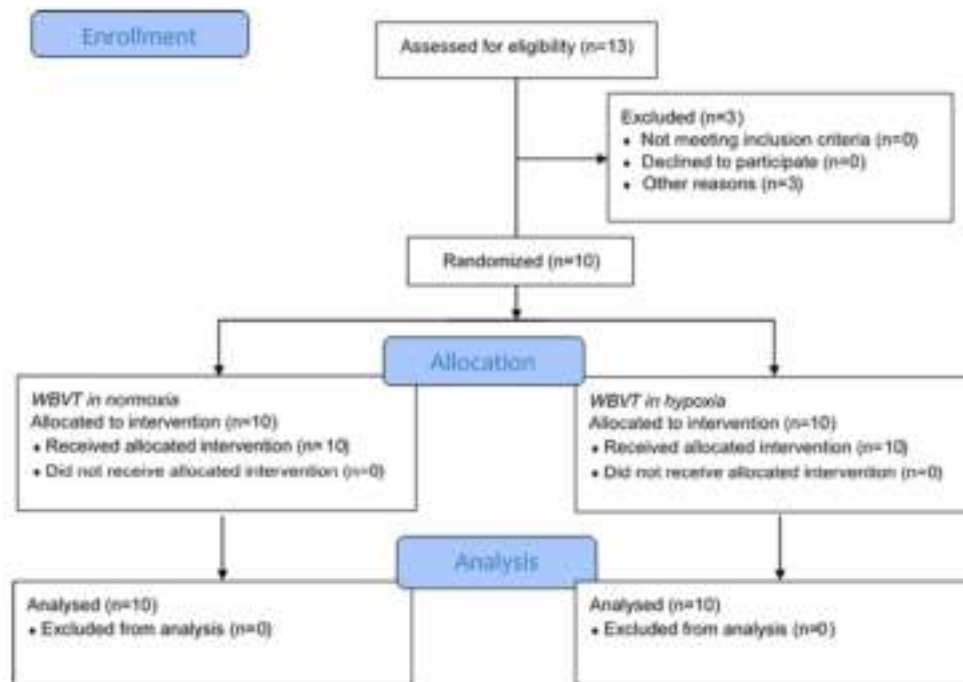 Enrollment
Assessed for eligibility (n=13)
Excluded (n=3)
• Not meeting inclusion criteria (n=0)
• Declined to participate (n=0)
• Other reasons (n=3)
Randomized (n=10)
Allocation
WBVT in normoxia
Allocated to intervention (n=10)
• Received allocated intervention (n=10)
• Did not receive allocated intervention (n=0)
WBVT in hypoxia
Allocated to intervention (n=10)
• Received allocated intervention (n=10)
• Did not receive allocated intervention (n=0)
Analysis
Analysed (n=10)
• Excluded from analysis (n=0)
Analysed (n=10)
• Excluded from analysis (n=0)